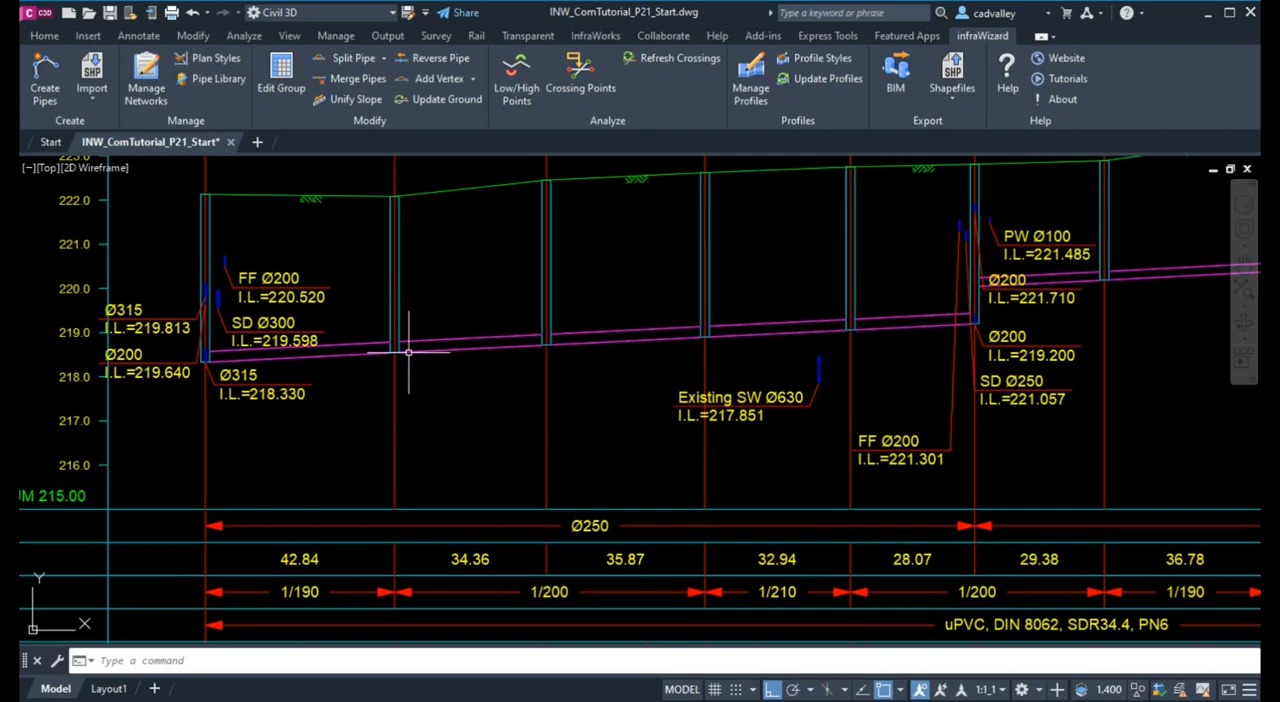 C C3D Civil 3D Share INW_ComTutorial_P21_Start.dwg Type a keyword or phrase cadvalley
Home Insert Annotate Modify Analyze View Manage Output Survey Rail Transparent InfraWorks Collaborate Help Add-ins Express Tools Featured Apps infraWizard
Create Pipes
Import
Manage Networks
Plan Styles
Pipe Library
Edit Group
Split Pipe
Merge Pipes
Unify Slope
Reverse Pipe
Add Vertex
Update Ground
Low/High Points
Crossing Points
Refresh Crossings
Manage Profiles
Profile Styles
Update Profiles
BIM
Shapefiles
Help
Website
Tutorials
About
Create Manage Modify Analyze Profiles Export Help
Start INW_ComTutorial_P21_Start*
[−][Top][2D Wireframe]
223.0
222.0
221.0
220.0
219.0
218.0
217.0
216.0
PW Ø100
I.L.=221.485
FF Ø200
I.L.=220.520
Ø200
I.L.=221.710
Ø315
I.L.=219.813
SD Ø300
I.L.=219.598
Ø200
I.L.=219.200
Ø200
I.L.=219.640
Ø315
I.L.=218.330
SD Ø250
I.L.=221.057
Existing SW Ø630
I.L.=217.851
FF Ø200
I.L.=221.301
UM 215.00
Ø250
42.84 34.36 35.87 32.94 28.07 29.38 36.78
1/190 1/200 1/210 1/200 1/190
uPVC, DIN 8062, SDR34.4, PN6
Y
X
Type a command
Model Layout1 MODEL 1:1_1 1.400